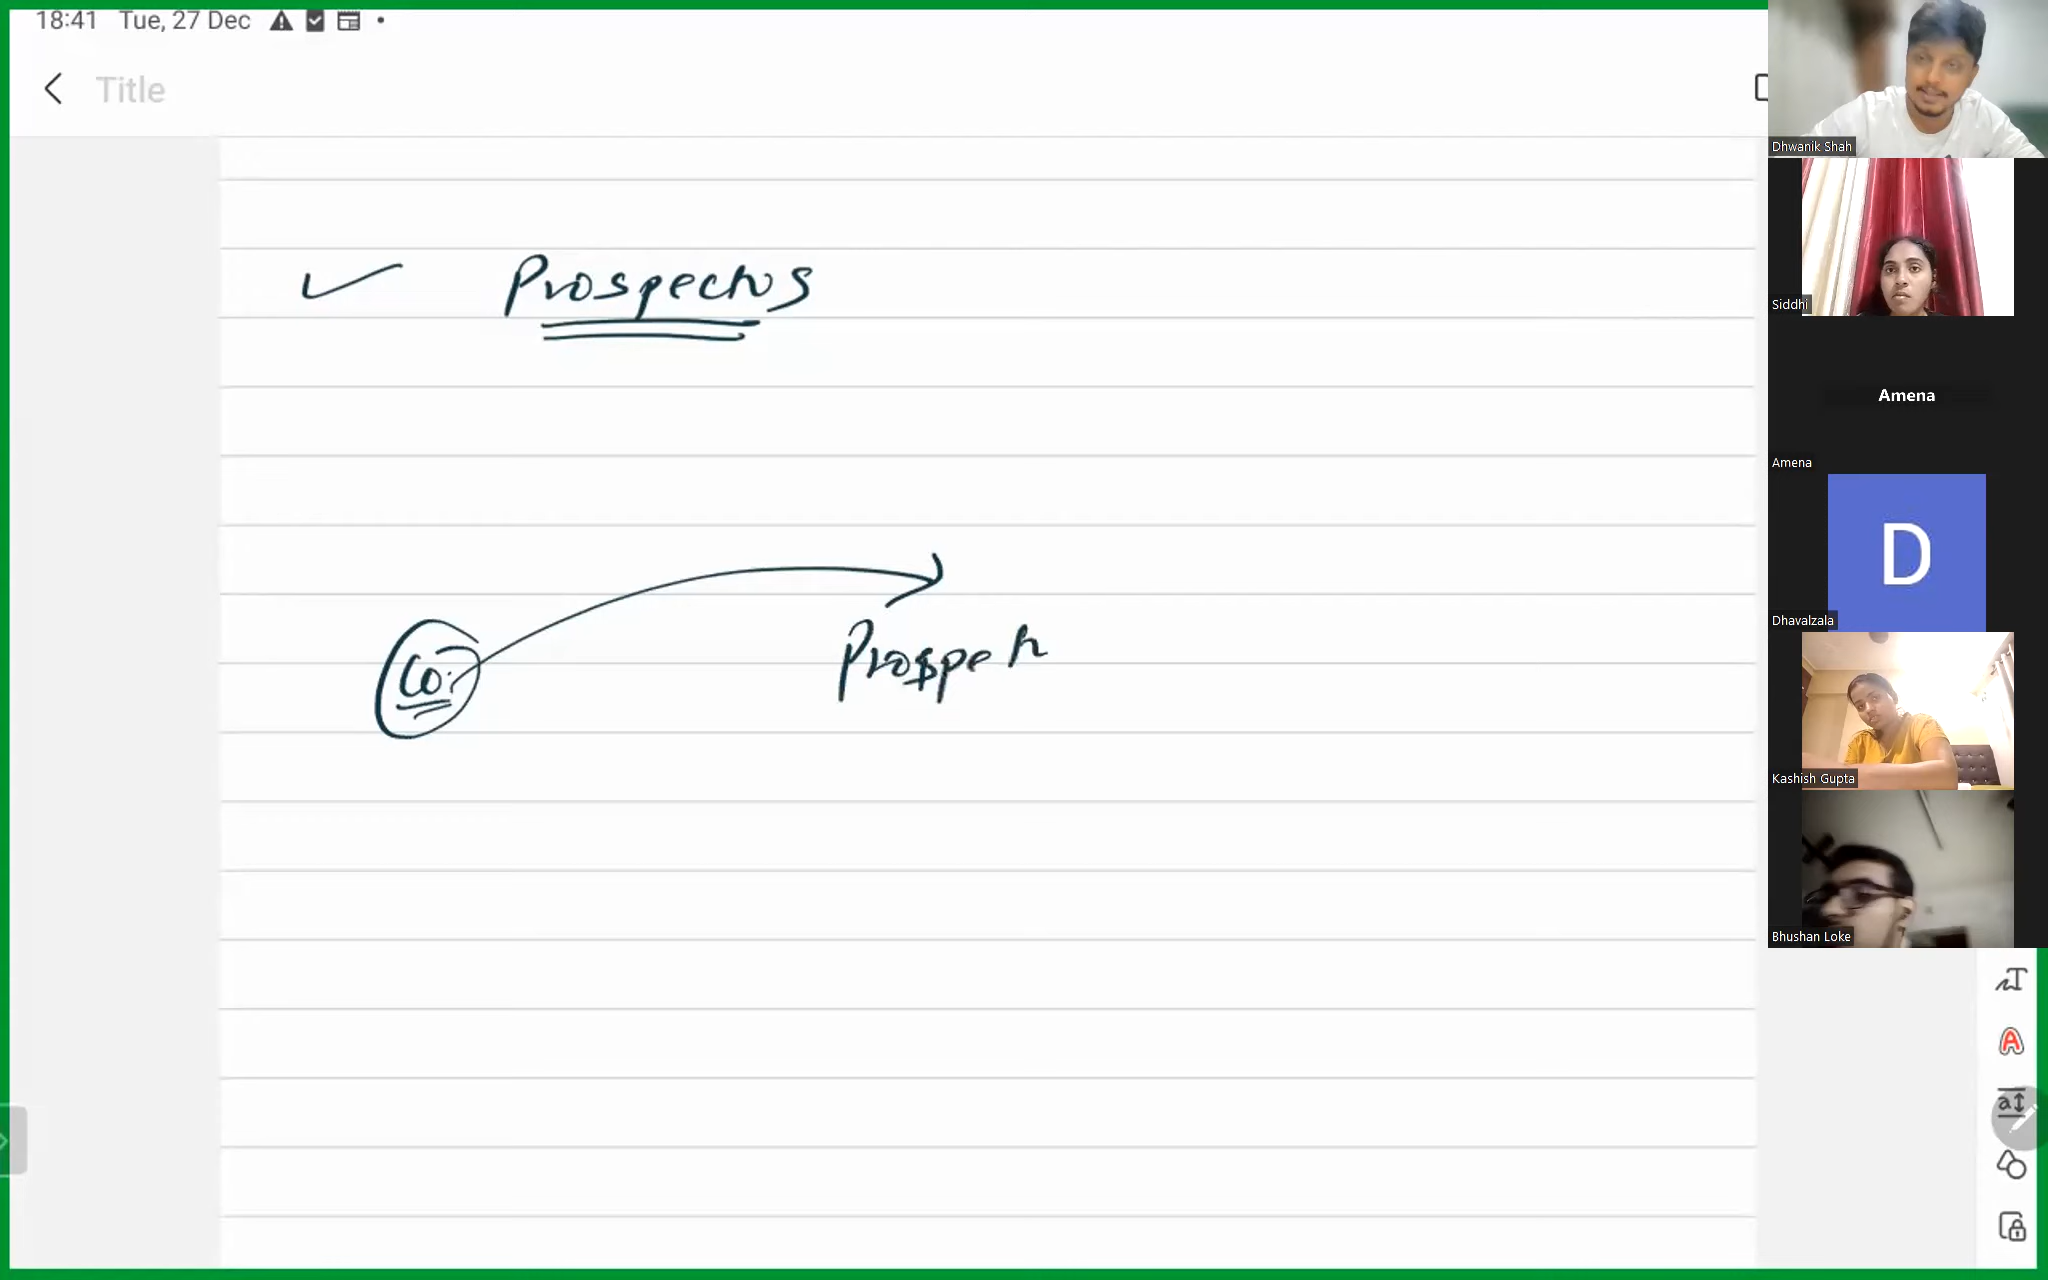 18:41 Tue, 27 Dec
Title
Prospectus
Co.
Prospect
Dhwanik Shah
Siddhi
Amena
Amena
D
Dhavalzala
Kashish Gupta
Bhushan Loke
T
A
a